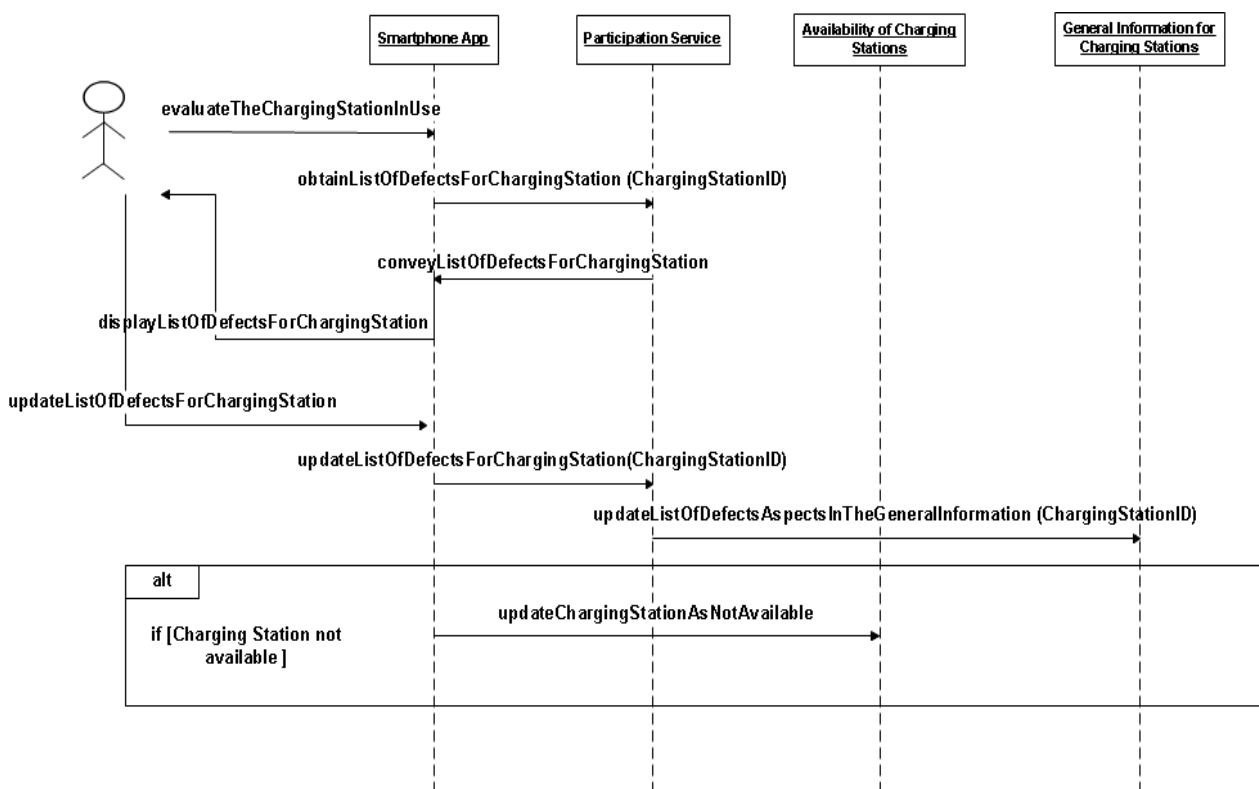 Smartphone App
Participation Service
Availability of Charging
Stations
General Information for
Charging Stations
evaluateTheChargingStationInUse
obtainListOfDefectsForChargingStation (ChargingStationID)
conveyListOfDefectsForChargingStation
displayListOfDefectsForChargingStation
updateListOfDefectsForChargingStation
updateListOfDefectsForChargingStation(ChargingStationID)
updateListOfDefectsAspectsInTheGeneralInformation (ChargingStationID)
alt
updateChargingStationAsNotAvailable
if [Charging Station not
available ]